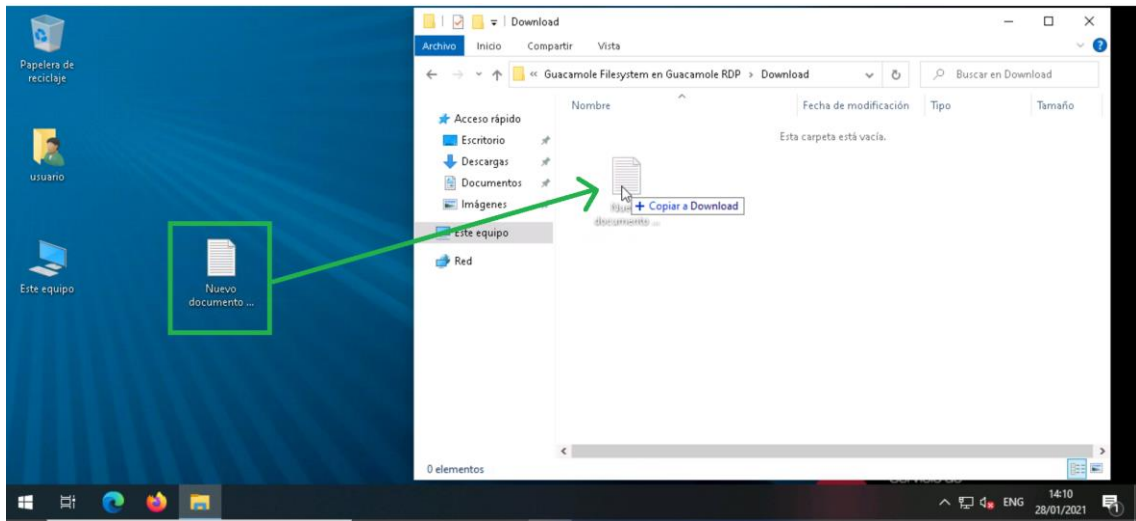 Papelera de
reciclaje
usuario
Este equipo
Nuevo
documento ...
Download
Archivo Inicio Compartir Vista
« Guacamole Filesystem en Guacamole RDP > Download
Buscar en Download
Nombre Fecha de modificación Tipo Tamaño
Esta carpeta está vacía.
Acceso rápido
Escritorio
Descargas
Documentos
Imágenes
Este equipo
Red
+ Copiar a Download
documento ...
0 elementos
ENG
14:10
28/01/2021
1